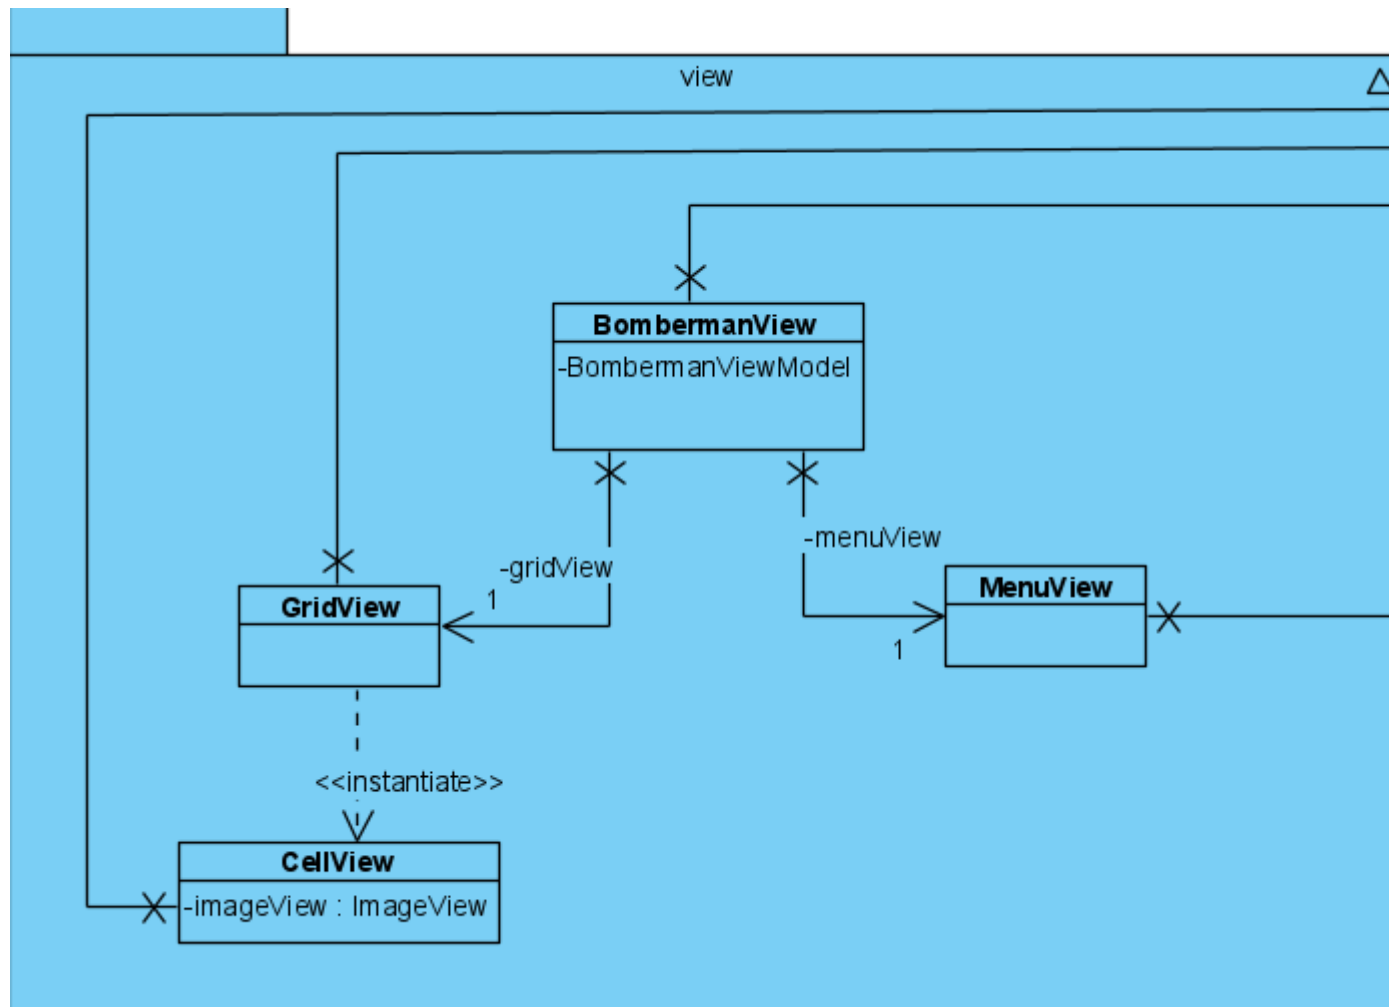 view
BombermanView
-BombermanViewModel
-menuView
-gridView
1
GridView
MenuView
1
<<instantiate>>
CellView
-imageView : ImageView